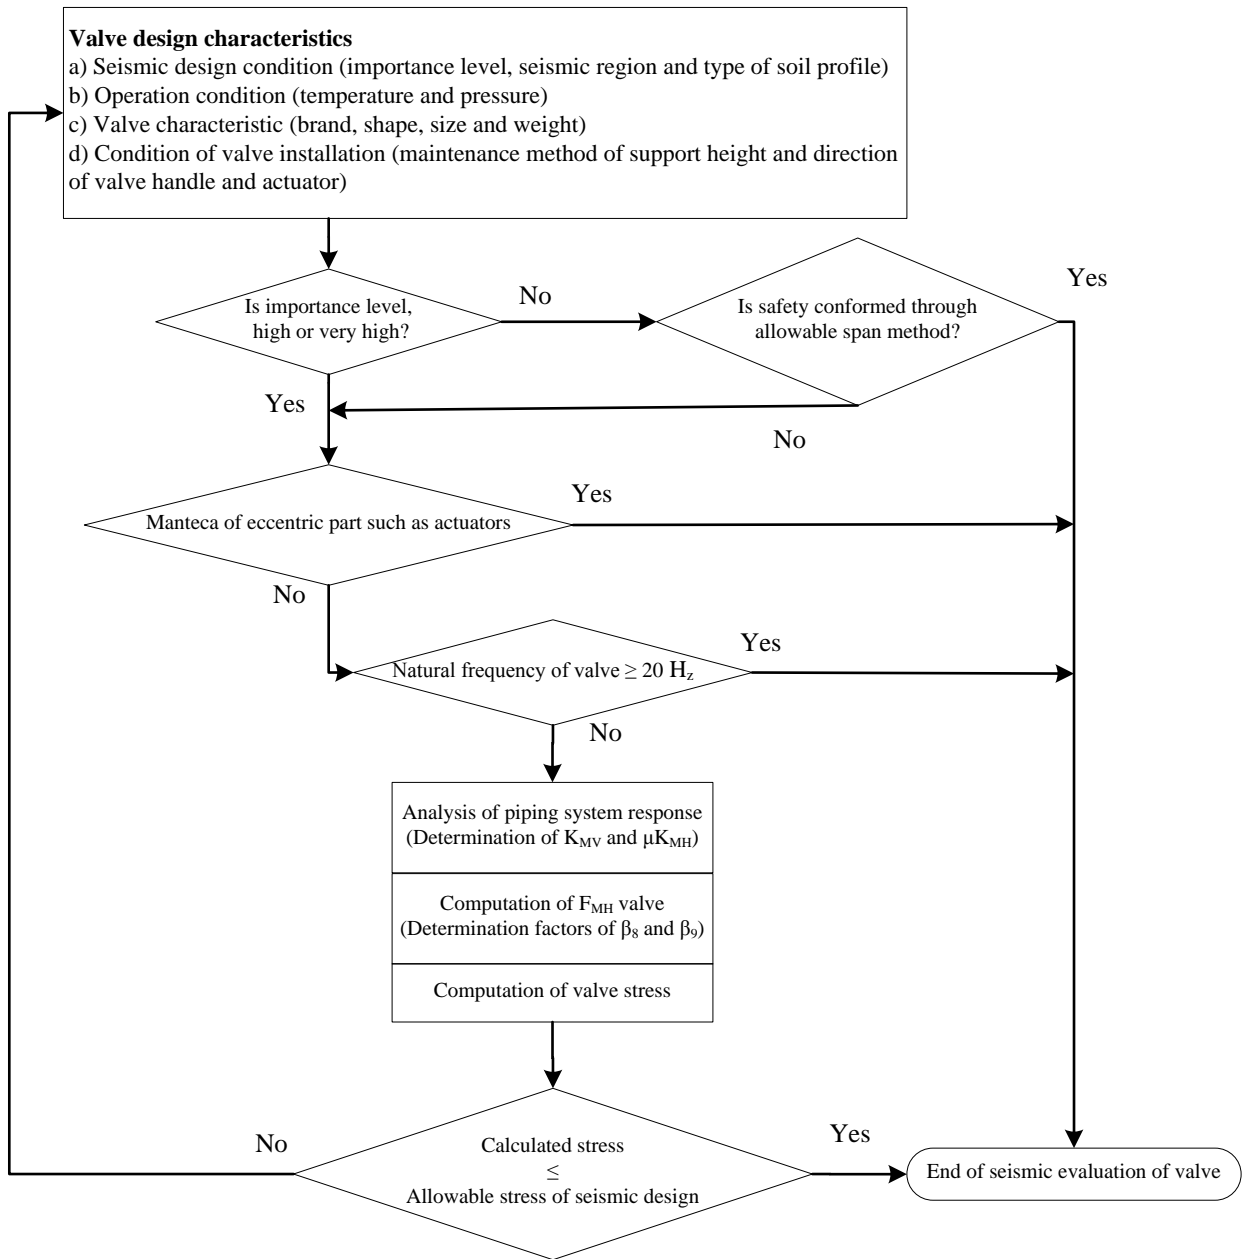 Valve design characteristics
a) Seismic design condition (importance level, seismic region and type of soil profile)
b) Operation condition (temperature and pressure)
c) Valve characteristic (brand, shape, size and weight)
d) Condition of valve installation (maintenance method of support height and direction
of valve handle and actuator)
Is importance level,
high or very high?
No
Is safety conformed through
allowable span method?
Yes
Yes
No
Manteca of eccentric part such as actuators
Yes
No
Natural frequency of valve ≥ 20 Hz
Yes
No
Analysis of piping system response
(Determination of KMV and μKMH)
Computation of FMH valve
(Determination factors of β8 and β9)
Computation of valve stress
Calculated stress
≤
Allowable stress of seismic design
No
Yes
End of seismic evaluation of valve